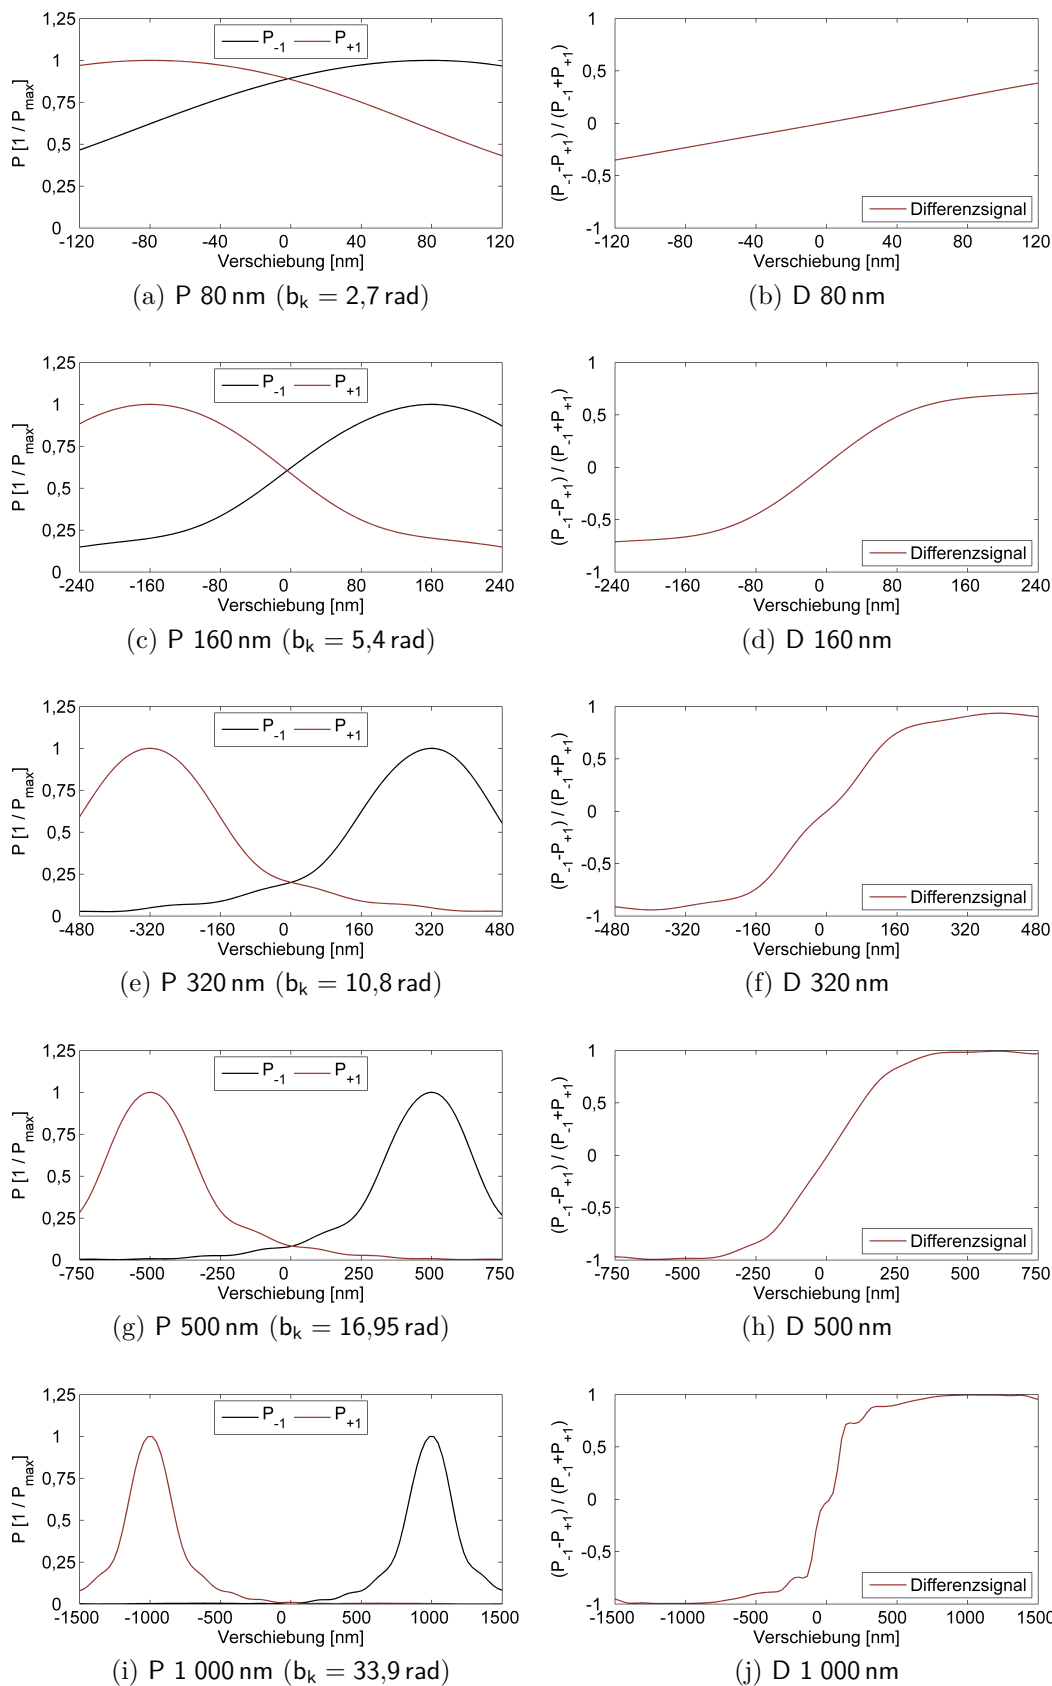 P_-1 P_+1
P [1 / P_max]
1,25
1
0,75
0,5
0,25
0
-120 -80 -40 0 40 80 120
Verschiebung [nm]
(a) P 80 nm (b_k = 2,7 rad)
(P_-1-P_+1) / (P_-1+P_+1)
1
0,5
0
-0,5
-1
Differenzsignal
-120 -80 -40 0 40 80 120
Verschiebung [nm]
(b) D 80 nm
P_-1 P_+1
P [1 / P_max]
1,25
1
0,75
0,5
0,25
0
-240 -160 -80 0 80 160 240
Verschiebung [nm]
(c) P 160 nm (b_k = 5,4 rad)
(P_-1-P_+1) / (P_-1+P_+1)
1
0,5
0
-0,5
-1
Differenzsignal
-240 -160 -80 0 80 160 240
Verschiebung [nm]
(d) D 160 nm
P_-1 P_+1
P [1 / P_max]
1,25
1
0,75
0,5
0,25
0
-480 -320 -160 0 160 320 480
Verschiebung [nm]
(e) P 320 nm (b_k = 10,8 rad)
(P_-1-P_+1) / (P_-1+P_+1)
1
0,5
0
-0,5
-1
Differenzsignal
-480 -320 -160 0 160 320 480
Verschiebung [nm]
(f) D 320 nm
P_-1 P_+1
P [1 / P_max]
1,25
1
0,75
0,5
0,25
0
-750 -500 -250 0 250 500 750
Verschiebung [nm]
(g) P 500 nm (b_k = 16,95 rad)
(P_-1-P_+1) / (P_-1+P_+1)
1
0,5
0
-0,5
-1
Differenzsignal
-750 -500 -250 0 250 500 750
Verschiebung [nm]
(h) D 500 nm
P_-1 P_+1
P [1 / P_max]
1,25
1
0,75
0,5
0,25
0
-1500 -1000 -500 0 500 1000 1500
Verschiebung [nm]
(i) P 1 000 nm (b_k = 33,9 rad)
(P_-1-P_+1) / (P_-1+P_+1)
1
0,5
0
-0,5
-1
Differenzsignal
-1500 -1000 -500 0 500 1000 1500
Verschiebung [nm]
(j) D 1 000 nm